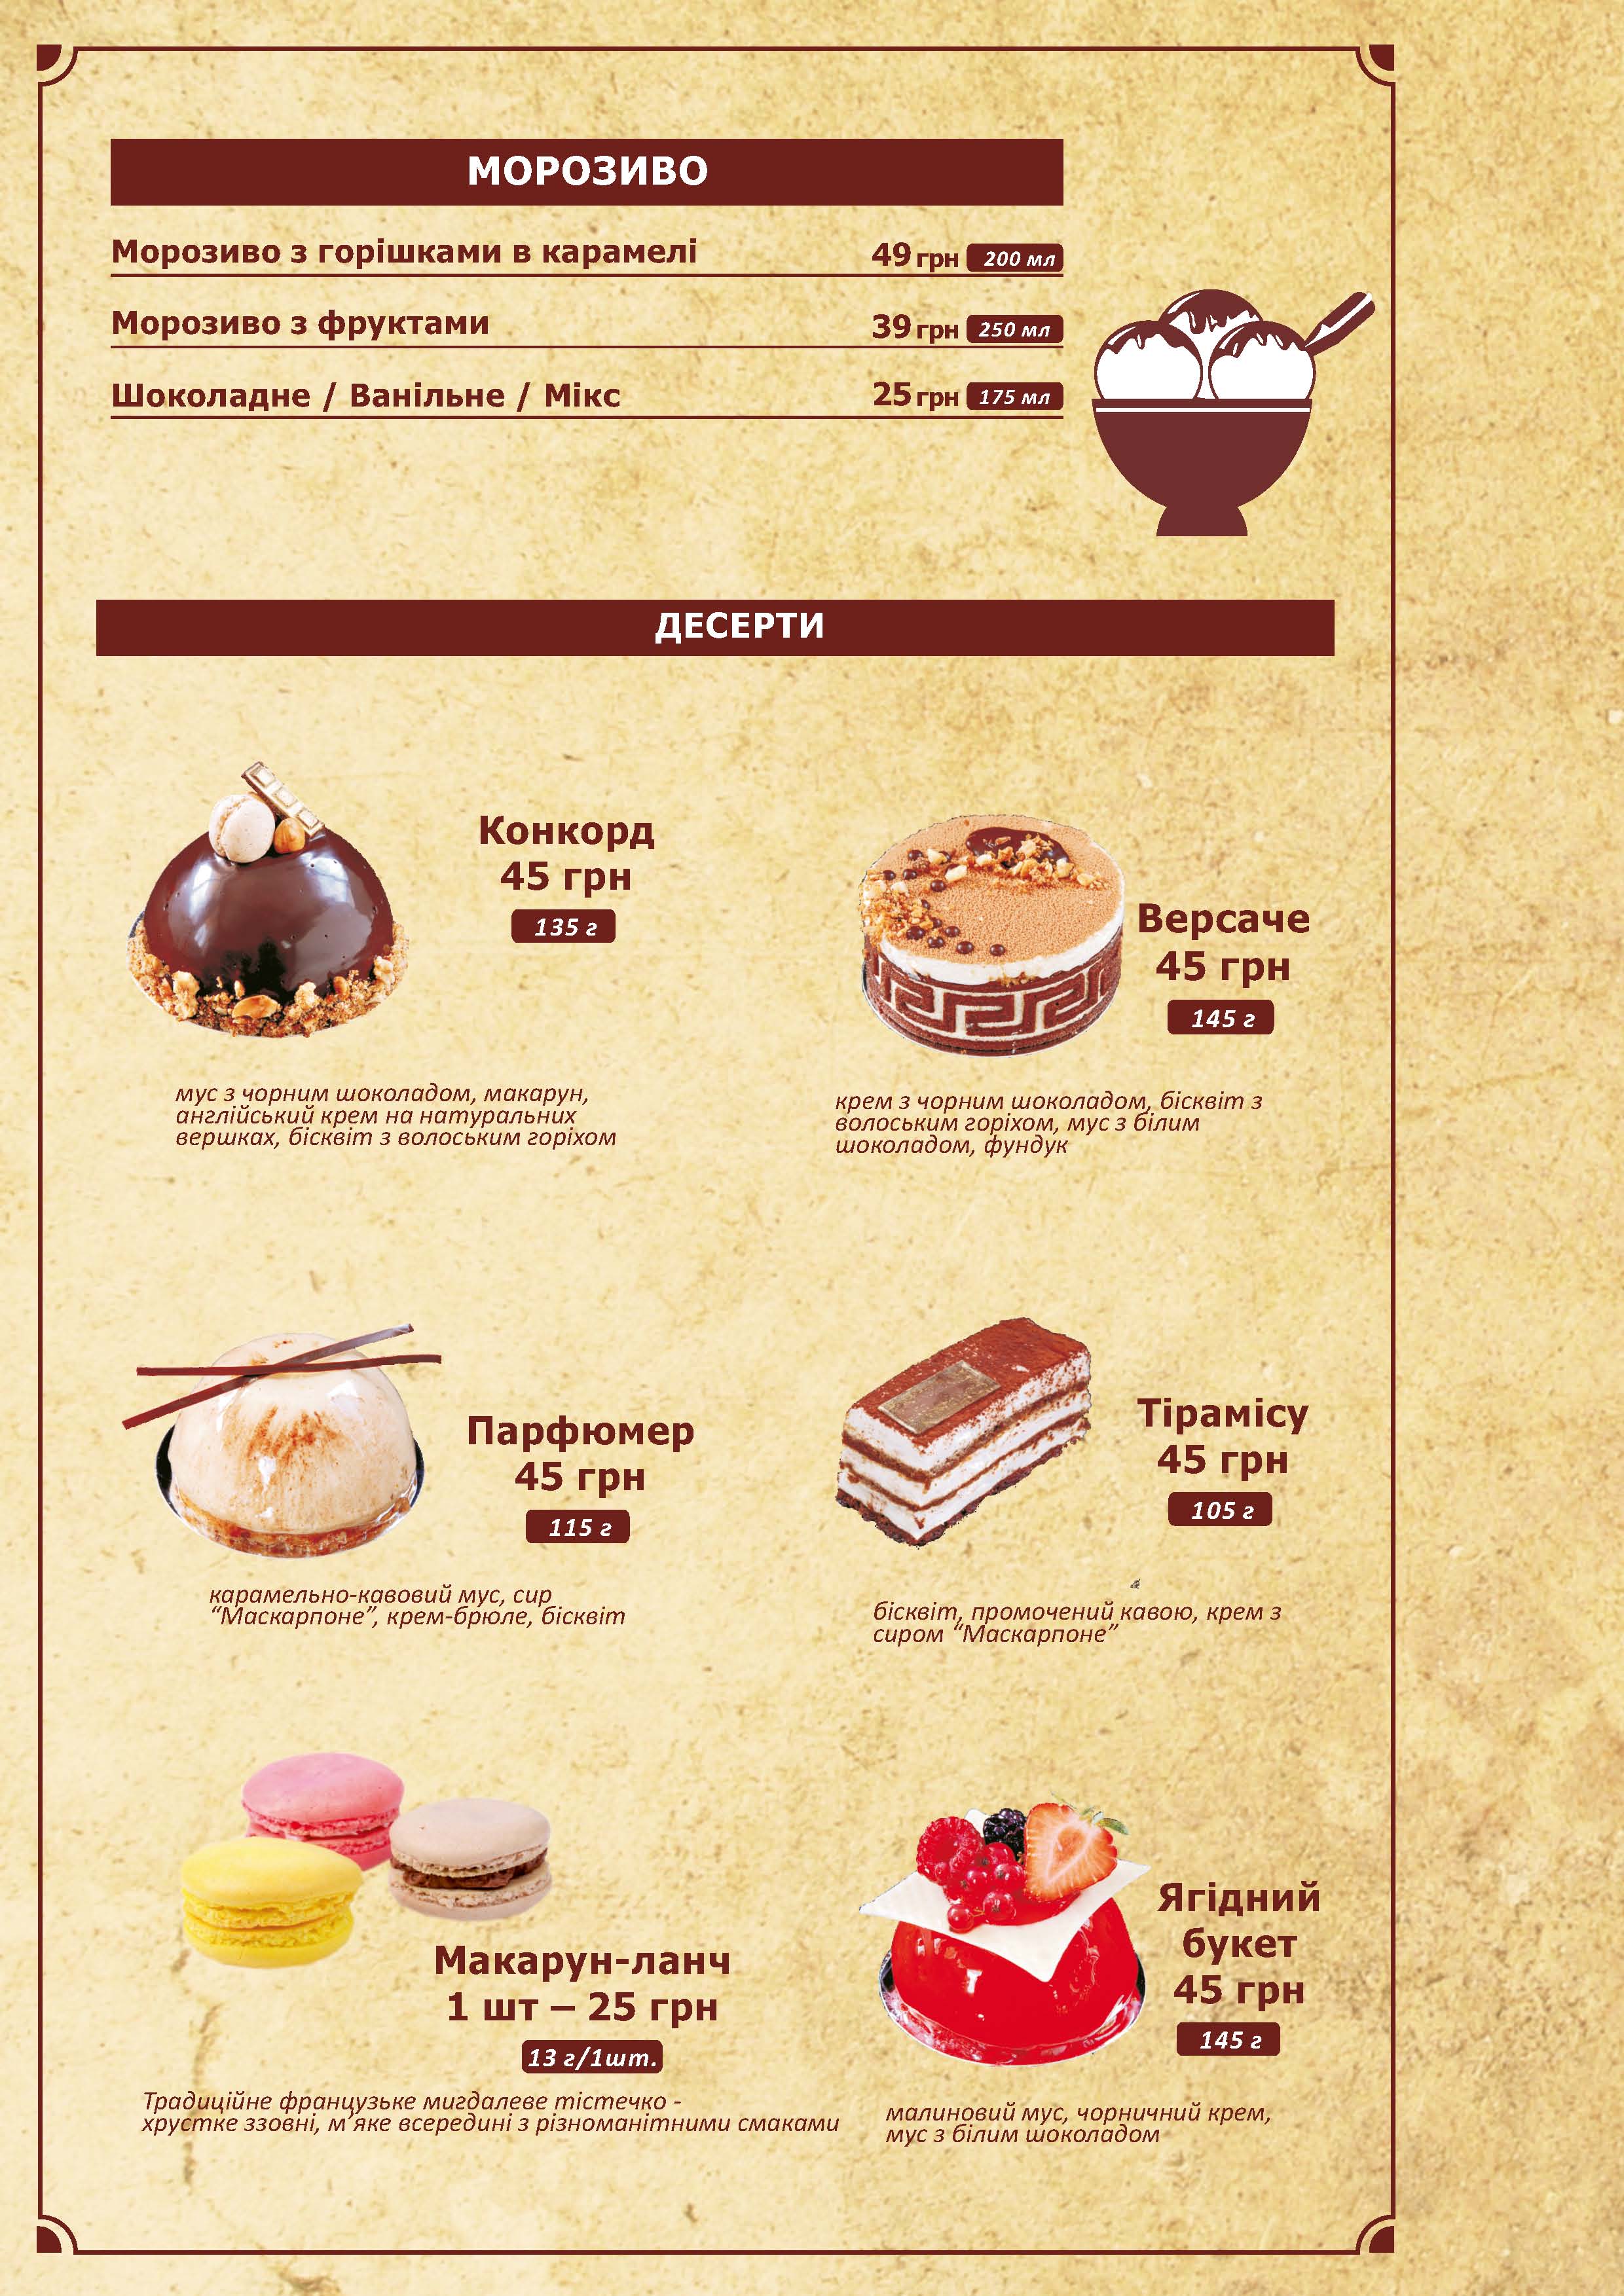 МОРОЗИВО
Морозиво з горішками в карамелі 49 грн 200 мл
Морозиво з фруктами 39 грн 250 мл
Шоколадне / Ванільне / Мікс 25 грн 175 мл
ДЕСЕРТИ
Конкорд
45 грн
135 г
мус з чорним шоколадом, макарун,
англійський крем на натуральних
вершках, бісквіт з волоським горіхом
Версаче
45 грн
145 г
крем з чорним шоколадом, бісквіт з
волоським горіхом, мус з білим
шоколадом, фундук
Парфюмер
45 грн
115 г
карамельно-кавовий мус, сир
“Маскарпоне”, крем-брюле, бісквіт
Тірамісу
45 грн
105 г
бісквіт, промочений кавою, крем з
сиром “Маскарпоне”
Макарун-ланч
1 шт – 25 грн
13 г/1шт.
Традиційне французьке мигдалеве тістечко -
хрустке ззовні, м’яке всередині з різноманітними смаками
Ягідний
букет
45 грн
145 г
малиновий мус, чорничний крем,
мус з білим шоколадом